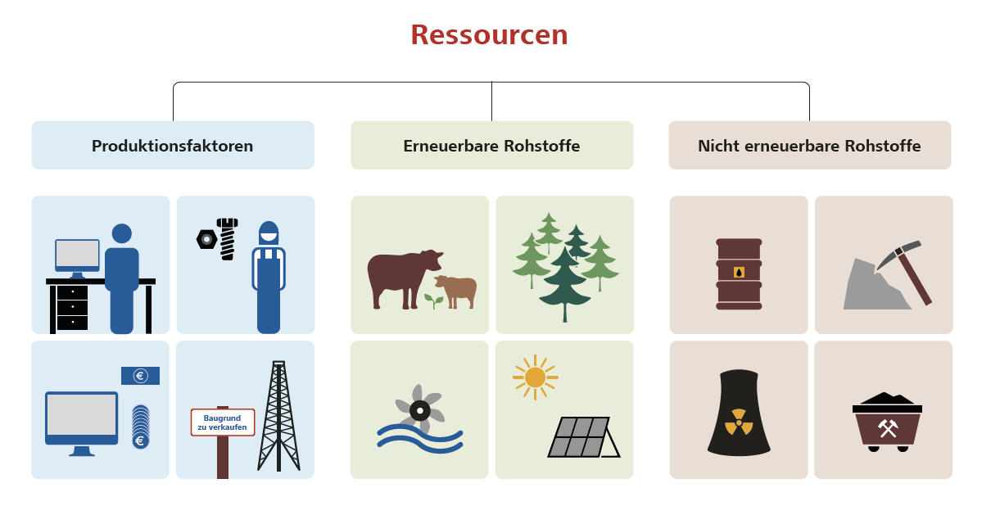 Ressourcen
Produktionsfaktoren
Erneuerbare Rohstoffe
Nicht erneuerbare Rohstoffe
€
€
Baugrund
zu verkaufen